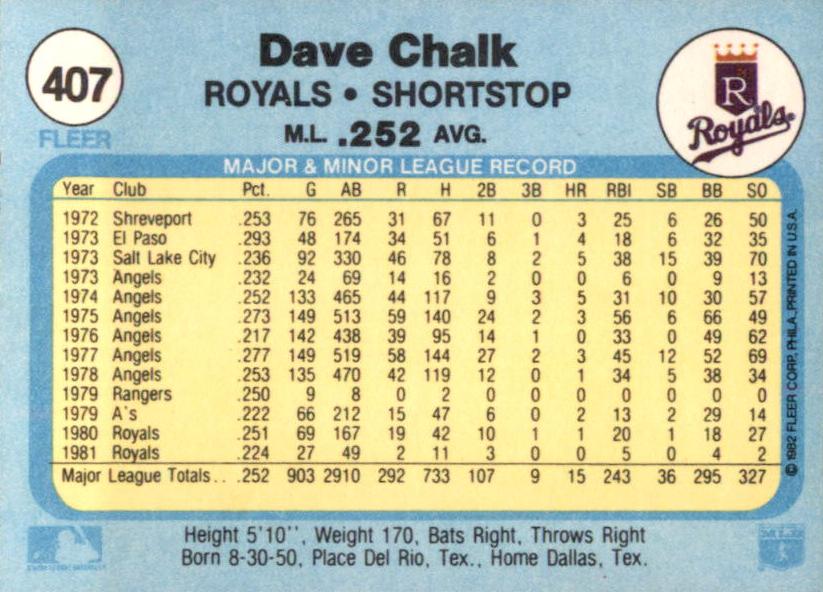 407
Dave Chalk
ROYALS • SHORTSTOP
FLEER
M.L. .252 AVG.
R
Royals
MAJOR & MINOR LEAGUE RECORD
Year Club Pct. G AB R H 2B 3B HR RBI SB BB SO
1972 Shreveport .253 76 265 31 67 11 0 3 25 6 26 50
1973 El Paso .293 48 174 34 51 6 1 4 18 6 32 35
1973 Salt Lake City .236 92 330 46 78 8 2 5 38 15 39 70
1973 Angels .232 24 69 14 16 2 0 0 6 0 9 13
1974 Angels .252 133 465 44 117 9 3 5 31 10 30 57
1975 Angels .273 149 513 59 140 24 2 3 56 6 66 49
1976 Angels .217 142 438 39 95 14 1 0 33 0 49 62
1977 Angels .277 149 519 58 144 27 2 3 45 12 52 69
1978 Angels .253 135 470 42 119 12 0 1 34 5 38 34
1979 Rangers .250 9 8 0 2 0 0 0 0 0 0 0
1979 A's .222 66 212 15 47 6 0 2 13 2 29 14
1980 Royals .251 69 167 19 42 10 1 1 20 1 18 27
1981 Royals .224 27 49 2 11 3 0 0 5 0 4 2
Major League Totals .. .252 903 2910 292 733 107 9 15 243 36 295 327
© 1982 FLEER CORP., PHILA. PRINTED IN U.S.A.
Height 5'10'', Weight 170, Bats Right, Throws Right
Born 8-30-50, Place Del Rio, Tex., Home Dallas, Tex.